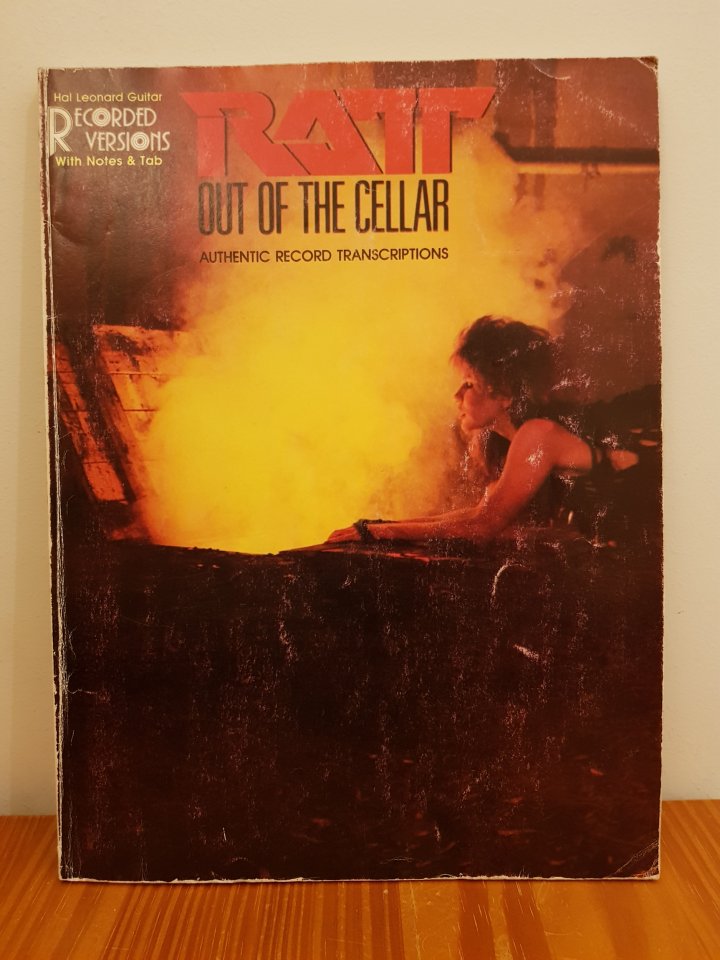 Hal Leonard Guitar
RECORDED
VERSIONS
With Notes & Tab
RATT
OUT OF THE CELLAR
AUTHENTIC RECORD TRANSCRIPTIONS